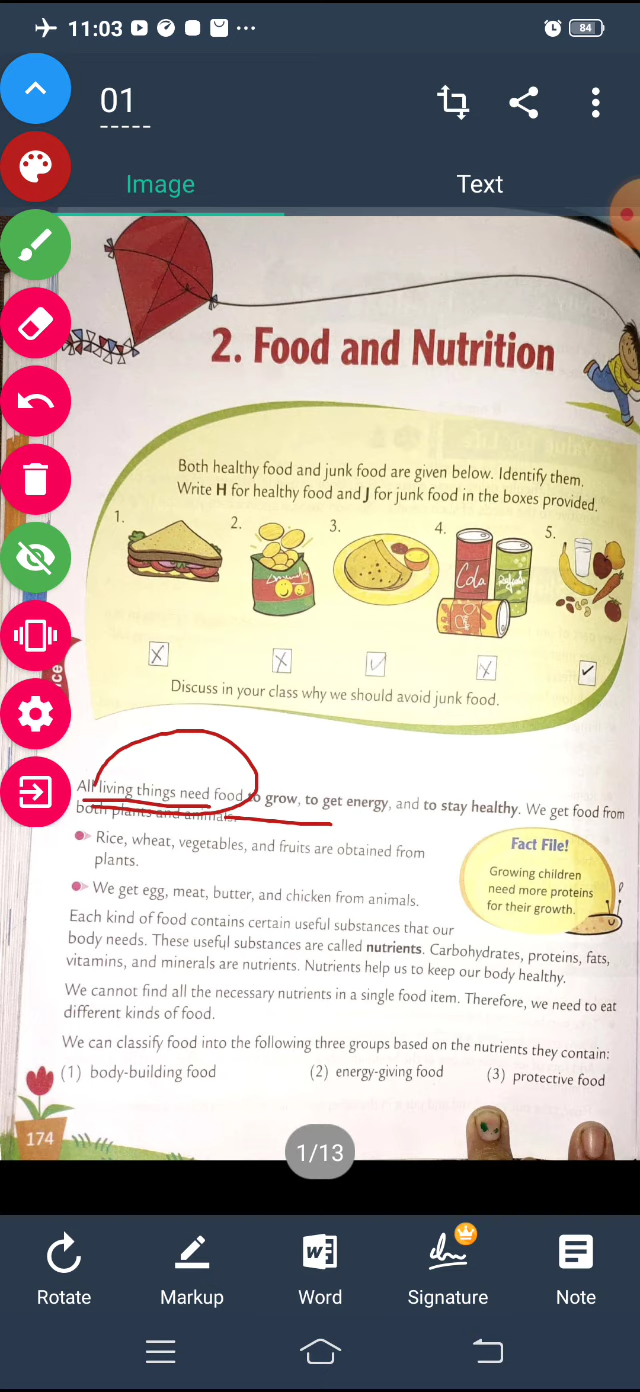 11:03
84
01
Image
Text
2. Food and Nutrition
Both healthy food and junk food are given below. Identify them.
Write H for healthy food and J for junk food in the boxes provided.
1.
2.
3.
4.
5.
Cola
Discuss in your class why we should avoid junk food.
All living things need food to grow, to get energy, and to stay healthy. We get food from
both plants and animals.
Rice, wheat, vegetables, and fruits are obtained from
plants.
We get egg, meat, butter, and chicken from animals.
Fact File!
Growing children
need more proteins
for their growth.
Each kind of food contains certain useful substances that our
body needs. These useful substances are called nutrients. Carbohydrates, proteins, fats,
vitamins, and minerals are nutrients. Nutrients help us to keep our body healthy.
We cannot find all the necessary nutrients in a single food item. Therefore, we need to eat
different kinds of food.
We can classify food into the following three groups based on the nutrients they contain:
(1) body-building food (2) energy-giving food (3) protective food
174
1/13
Rotate
Markup
Word
Signature
Note